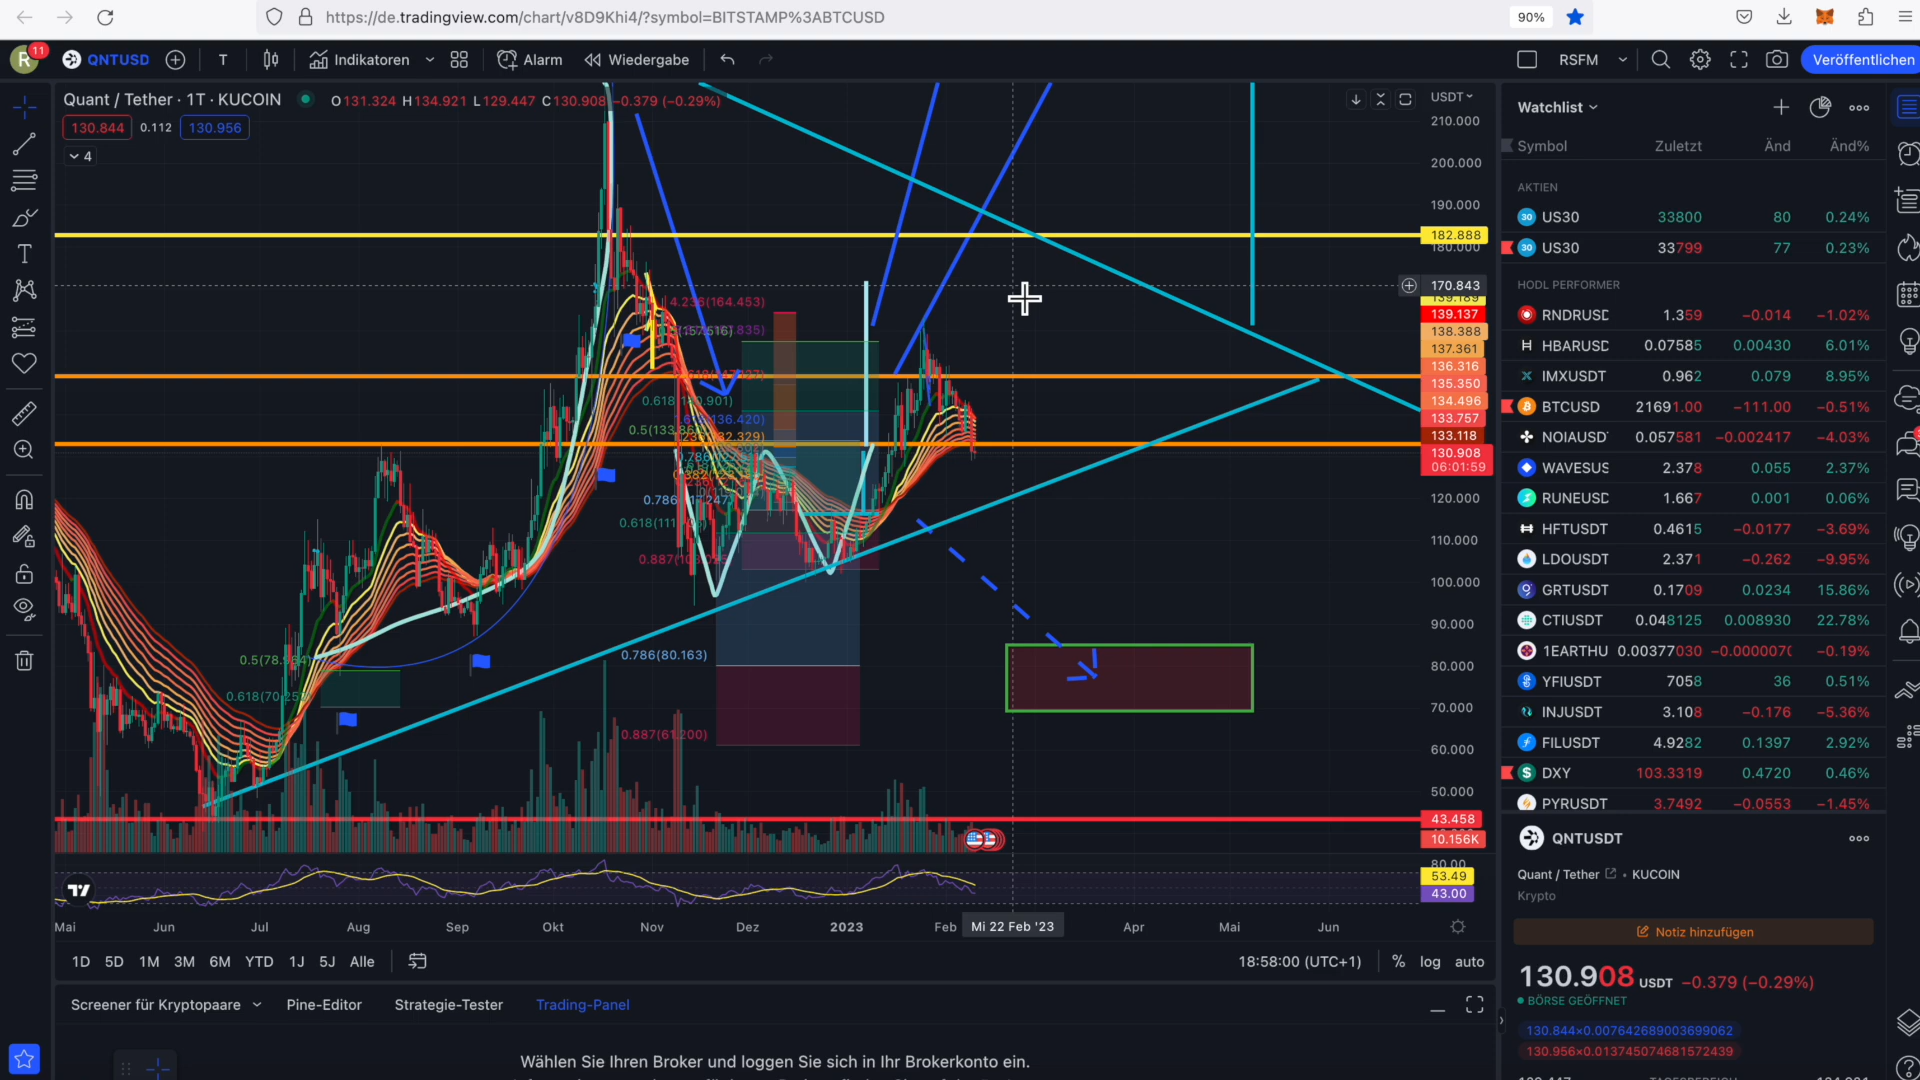 https://de.tradingview.com/chart/v8D9Khi4/?symbol=BITSTAMP%3ABTCUSD
90%
R
11
QNTUSD
T
Indikatoren
Alarm
Wiedergabe
RSFM
Veröffentlichen
Quant / Tether · 1T · KUCOIN
O131.324 H134.921 L129.447 C130.908 −0.379 (−0.29%)
130.844 0.112 130.956
4
USDT
210.000
200.000
190.000
182.888
180.000
170.843
139.189
139.137
138.388
137.361
136.316
135.350
134.496
133.757
133.118
130.908
06:01:59
120.000
110.000
100.000
90.000
80.000
70.000
60.000
50.000
43.458
10.156K
80.00
53.49
43.00
4.236(164.453)
0.786(80.163)
0.887(61.200)
Mai Jun Jul Aug Sep Okt Nov Dez 2023 Feb Mi 22 Feb '23 Apr Mai Jun
1D 5D 1M 3M 6M YTD 1J 5J Alle
18:58:00 (UTC+1) % log auto
Screener für Kryptopaare Pine-Editor Strategie-Tester Trading-Panel
Wählen Sie Ihren Broker und loggen Sie sich in Ihr Brokerkonto ein.
Watchlist
Symbol Zuletzt Änd Änd%
AKTIEN
30 US30 33800 80 0.24%
30 US30 33799 77 0.23%
HODL PERFORMER
RNDRUSD 1.359 −0.014 −1.02%
HBARUSD 0.07585 0.00430 6.01%
IMXUSDT 0.962 0.079 8.95%
BTCUSD 21691.00 −111.00 −0.51%
NOIAUSD 0.057581 −0.002417 −4.03%
WAVESUS 2.378 0.055 2.37%
RUNEUSD 1.667 0.001 0.06%
HFTUSDT 0.4615 −0.0177 −3.69%
LDOUSDT 2.371 −0.262 −9.95%
GRTUSDT 0.1709 0.0234 15.86%
CTIUSDT 0.048125 0.008930 22.78%
1EARTHU 0.00377030 −0.0000070 −0.19%
YFIUSDT 7058 36 0.51%
INJUSDT 3.108 −0.176 −5.36%
FILUSDT 4.9282 0.1397 2.92%
DXY 103.3319 0.4720 0.46%
PYRUSDT 3.7492 −0.0553 −1.45%
QNTUSDT
Quant / Tether • KUCOIN
Krypto
Notiz hinzufügen
130.908 USDT −0.379 (−0.29%)
BÖRSE GEÖFFNET
130.844×0.007642689003699062
130.956×0.013745074681572439